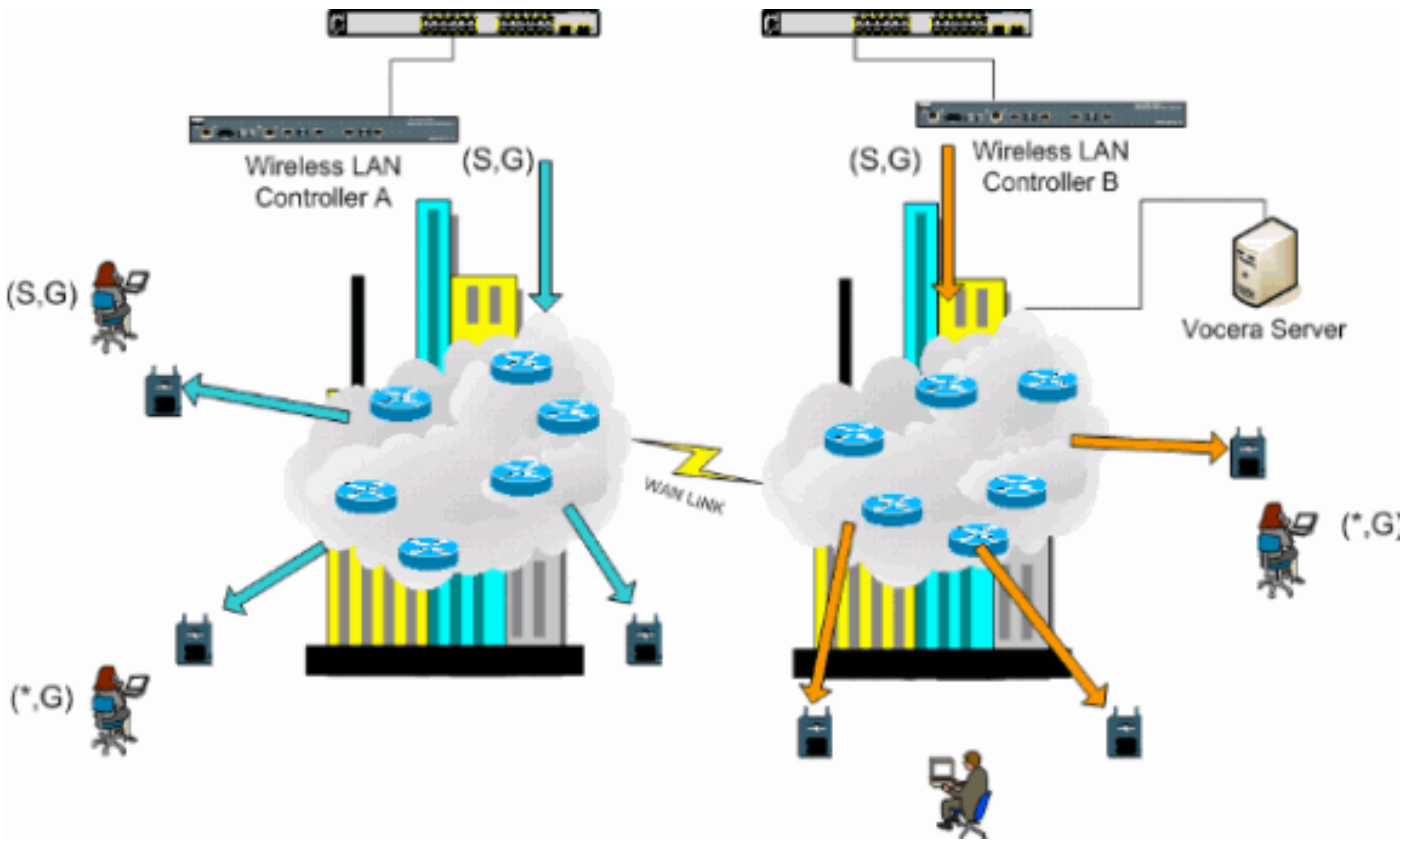 Wireless LAN
Controller A
(S,G)
(S,G)
Wireless LAN
Controller B
(S,G)
Vocera Server
WAN LINK
(*,G)
(*,G)